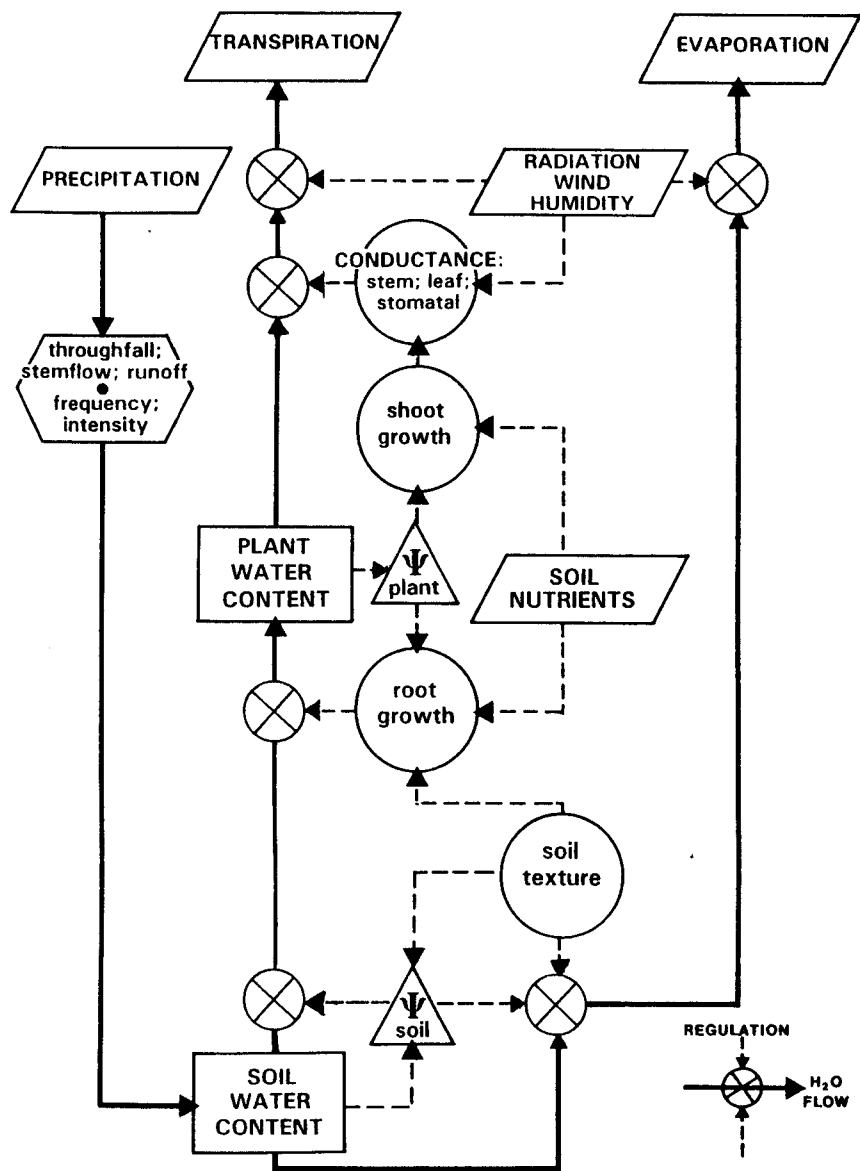 TRANSPIRATION
EVAPORATION
PRECIPITATION
RADIATION
WIND
HUMIDITY
CONDUCTANCE:
stem; leaf;
stomatal
throughfall;
stemflow; runoff
•
frequency;
intensity
shoot
growth
PLANT
WATER
CONTENT
Ψ
plant
SOIL
NUTRIENTS
root
growth
soil
texture
Ψ
soil
SOIL
WATER
CONTENT
REGULATION
H₂O
FLOW